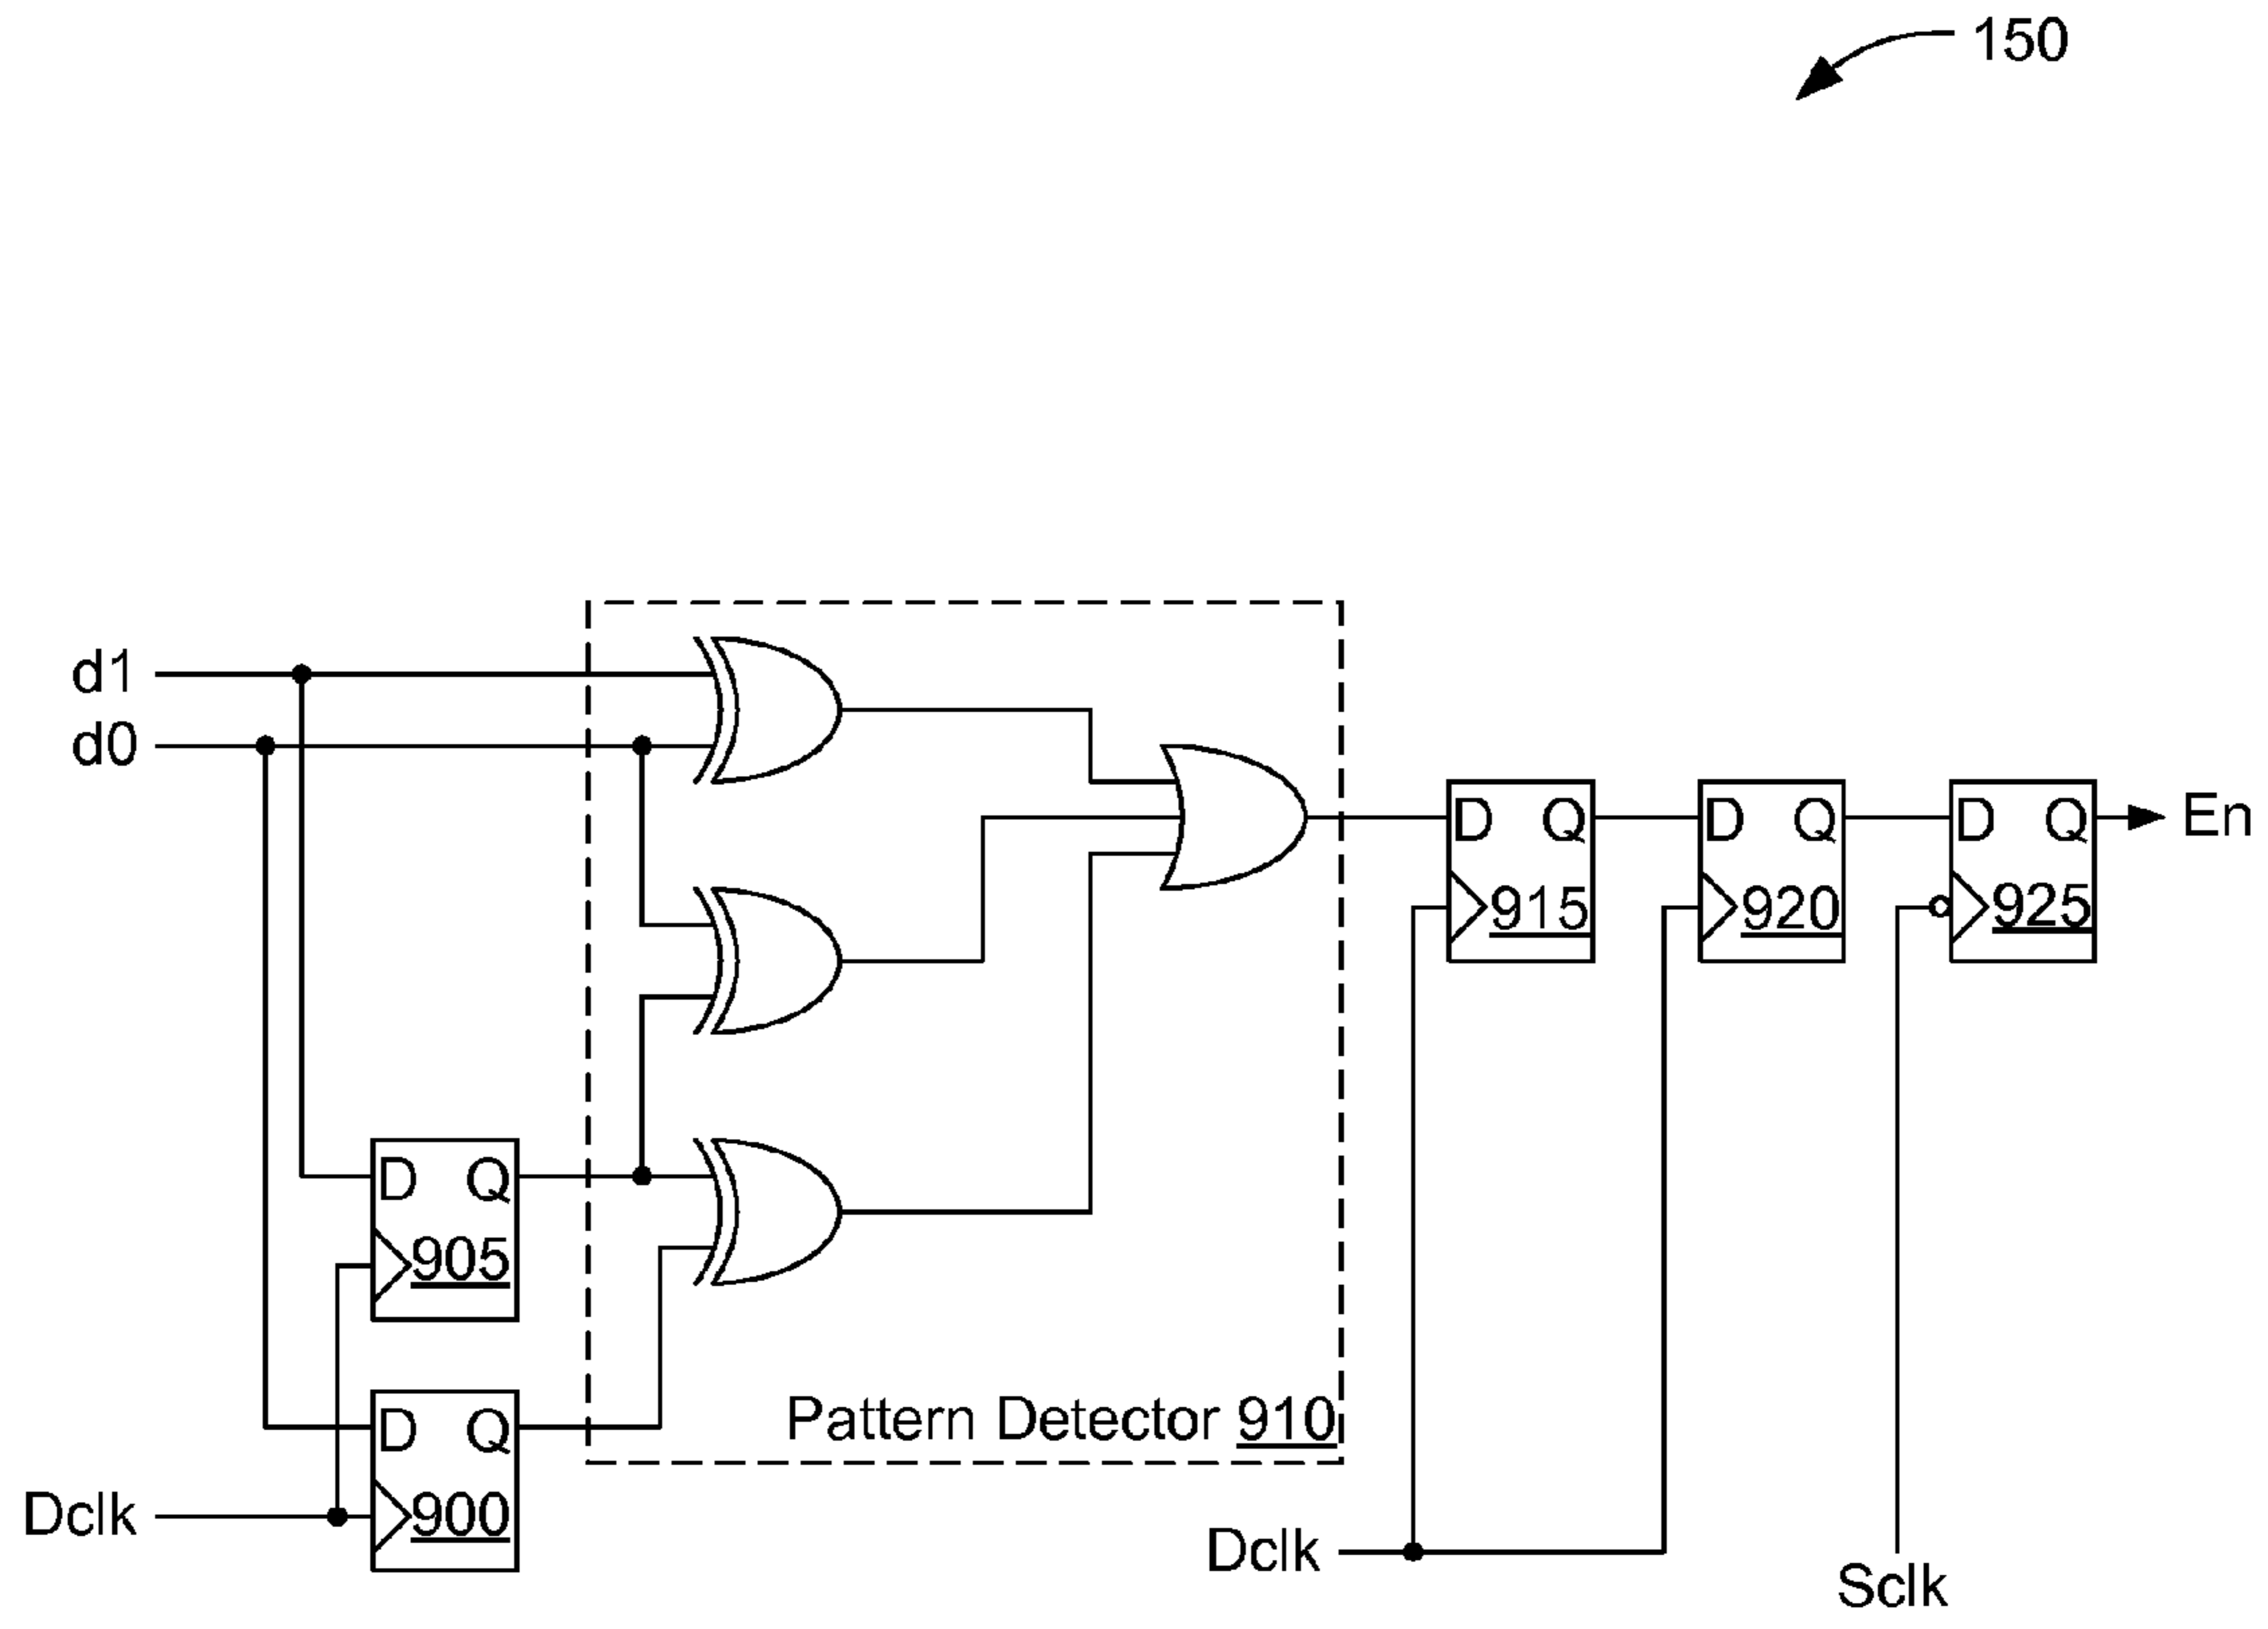 150
d1
d0
D Q D Q D Q En
915 920 925
D Q
905
Pattern Detector 910
D Q
900
Dclk
Dclk
Sclk